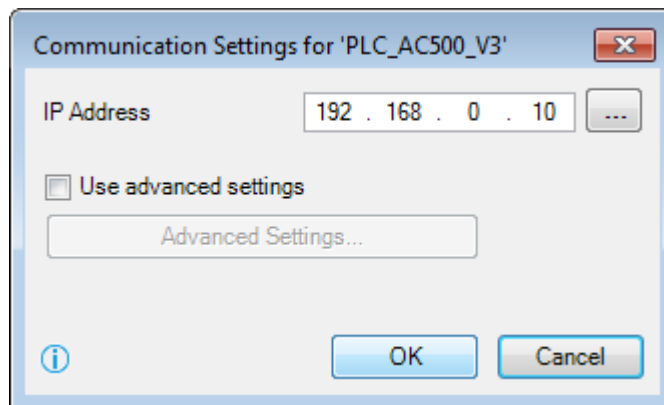 Communication Settings for 'PLC_AC500_V3'
IP Address 192 . 168 . 0 . 10 ...
Use advanced settings
Advanced Settings...
OK Cancel